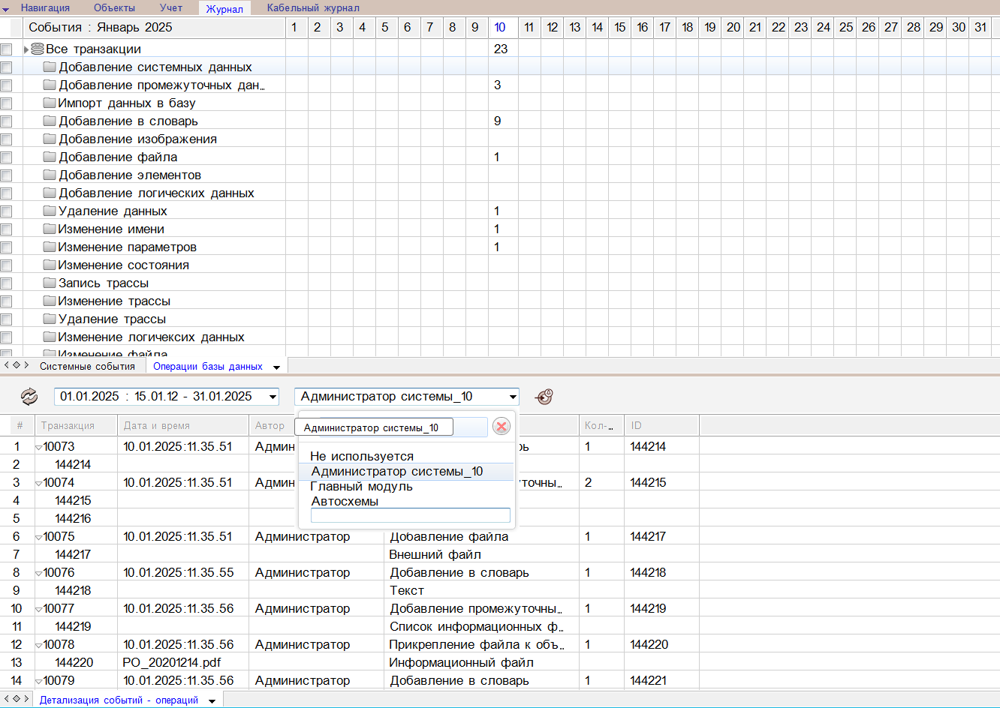 Навигация Объекты Учет Журнал Кабельный журнал
События : Январь 2025 1 2 3 4 5 6 7 8 9 10 11 12 13 14 15 16 17 18 19 20 21 22 23 24 25 26 27 28 29 30 31
Все транзакции 23
Добавление системных данных
Добавление промежуточных дан… 3
Импорт данных в базу
Добавление в словарь 9
Добавление изображения
Добавление файла 1
Добавление элементов
Добавление логических данных
Удаление данных 1
Изменение имени 1
Изменение параметров 1
Изменение состояния
Запись трассы
Изменение трассы
Удаление трассы
Изменение логичексих данных
Изменение файла
Системные события Операции базы данных
01.01.2025 : 15.01.12 - 31.01.2025 Администратор системы_10
# Транзакция Дата и время Автор Кол-… ID
Администратор системы_10
Не используется
Администратор системы_10
Главный модуль
Автосхемы
1 10073 10.01.2025:11.35.51 Админ рь 1 144214
2 144214
3 10074 10.01.2025:11.35.51 Админ уточны… 2 144215
4 144215
5 144216
6 10075 10.01.2025:11.35.51 Администратор Добавление файла 1 144217
7 144217 Внешний файл
8 10076 10.01.2025:11.35.55 Администратор Добавление в словарь 1 144218
9 144218 Текст
10 10077 10.01.2025:11.35.56 Администратор Добавление промежуточны… 1 144219
11 144219 Список информационных ф…
12 10078 10.01.2025:11.35.56 Администратор Прикрепление файла к объ… 1 144220
13 144220 PO_20201214.pdf Информационный файл
14 10079 10.01.2025:11.35.56 Администратор Добавление в словарь 1 144221
Детализация событий - операций